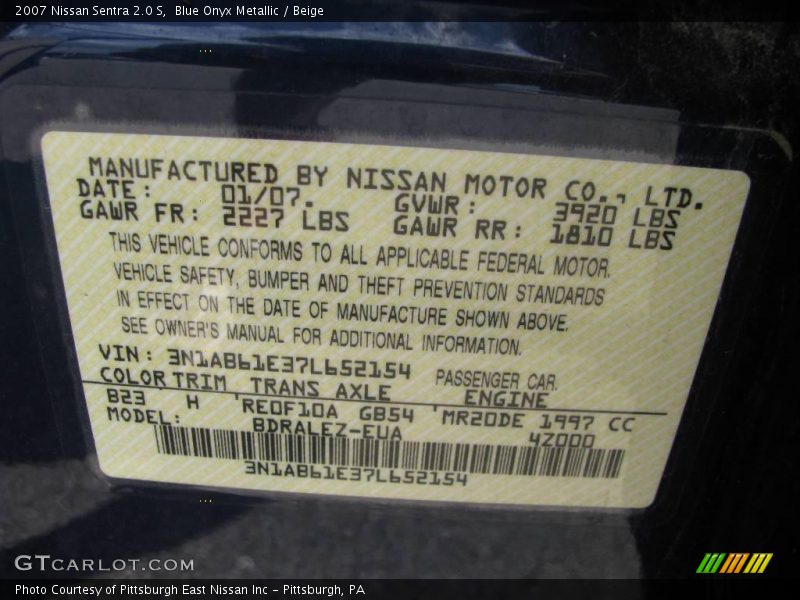 2007 Nissan Sentra 2.0 S,  Blue Onyx Metallic / Beige
MANUFACTURED BY NISSAN MOTOR CO., LTD.
DATE: 01/07. GVWR: 3920 LBS
GAWR FR: 2227 LBS GAWR RR: 1810 LBS
THIS VEHICLE CONFORMS TO ALL APPLICABLE FEDERAL MOTOR.
VEHICLE SAFETY, BUMPER AND THEFT PREVENTION STANDARDS
IN EFFECT ON THE DATE OF MANUFACTURE SHOWN ABOVE.
SEE OWNER'S MANUAL FOR ADDITIONAL INFORMATION.
VIN: 3N1AB61E37L652154 PASSENGER CAR.
COLOR TRIM TRANS AXLE ENGINE
B23 H 'RE0F10A GB54 'MR20DE 1997 CC
MODEL: BDRALEZ-EUA 4Z000
3N1AB61E37L652154
GTCARLOT.COM
Photo Courtesy of Pittsburgh East Nissan Inc - Pittsburgh, PA